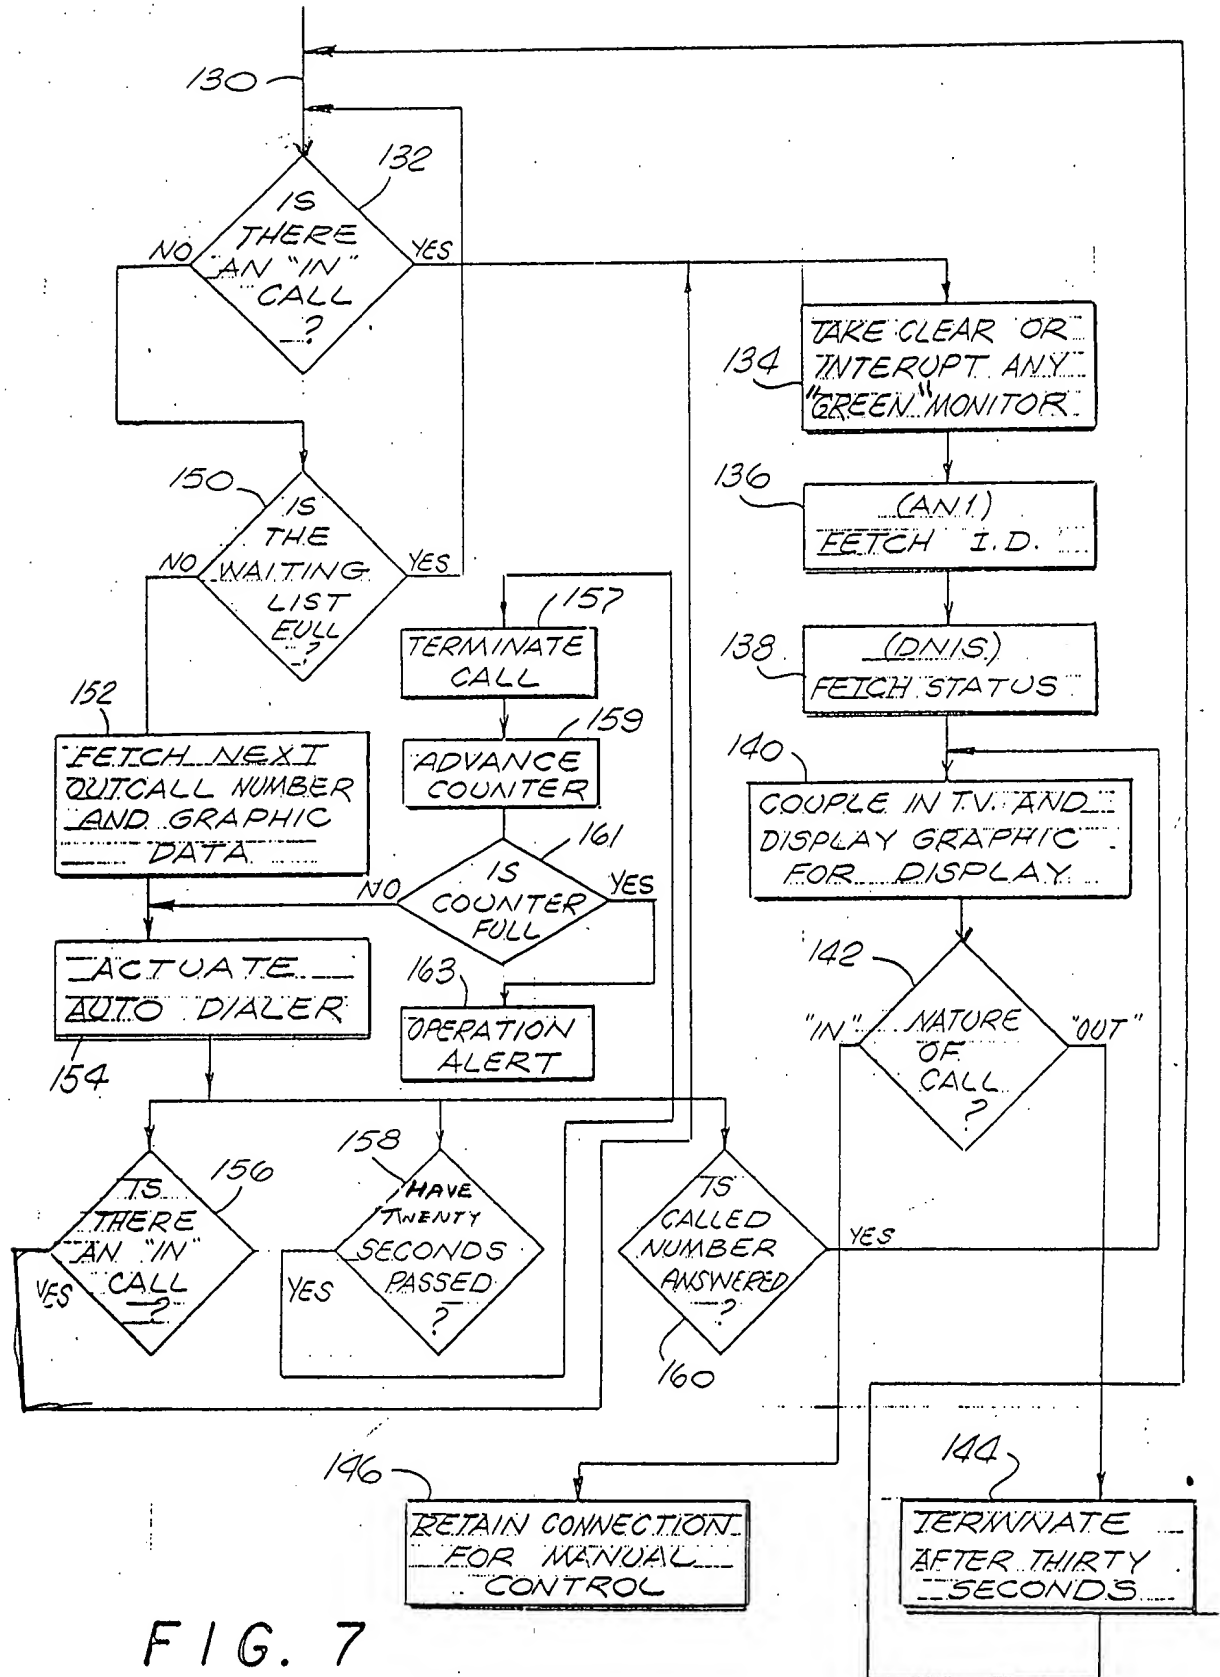 130
132
IS
THERE
AN "IN"
CALL
?
NO
YES
134
TAKE CLEAR OR
INTERUPT ANY
"GREEN" MONITOR
136
(ANI)
FETCH I.D.
138
(DNIS)
FETCH STATUS
140
COUPLE IN T.V. AND
DISPLAY GRAPHIC
FOR DISPLAY
142
NATURE
OF
CALL
?
"IN"
"OUT"
150
IS
THE
WAITING
LIST
FULL
?
NO
YES
152
FETCH NEXT
OUTCALL NUMBER
AND GRAPHIC
DATA
157
TERMINATE
CALL
159
ADVANCE
COUNTER
161
IS
COUNTER
FULL
NO
YES
163
OPERATION
ALERT
ACTUATE
AUTO DIALER
154
156
IS
THERE
AN "IN"
CALL
?
YES
158
HAVE
TWENTY
SECONDS
PASSED
?
YES
IS
CALLED
NUMBER
ANSWERED
?
YES
160
146
RETAIN CONNECTION
FOR MANUAL
CONTROL
144
TERMINATE
AFTER THIRTY
SECONDS
FIG. 7